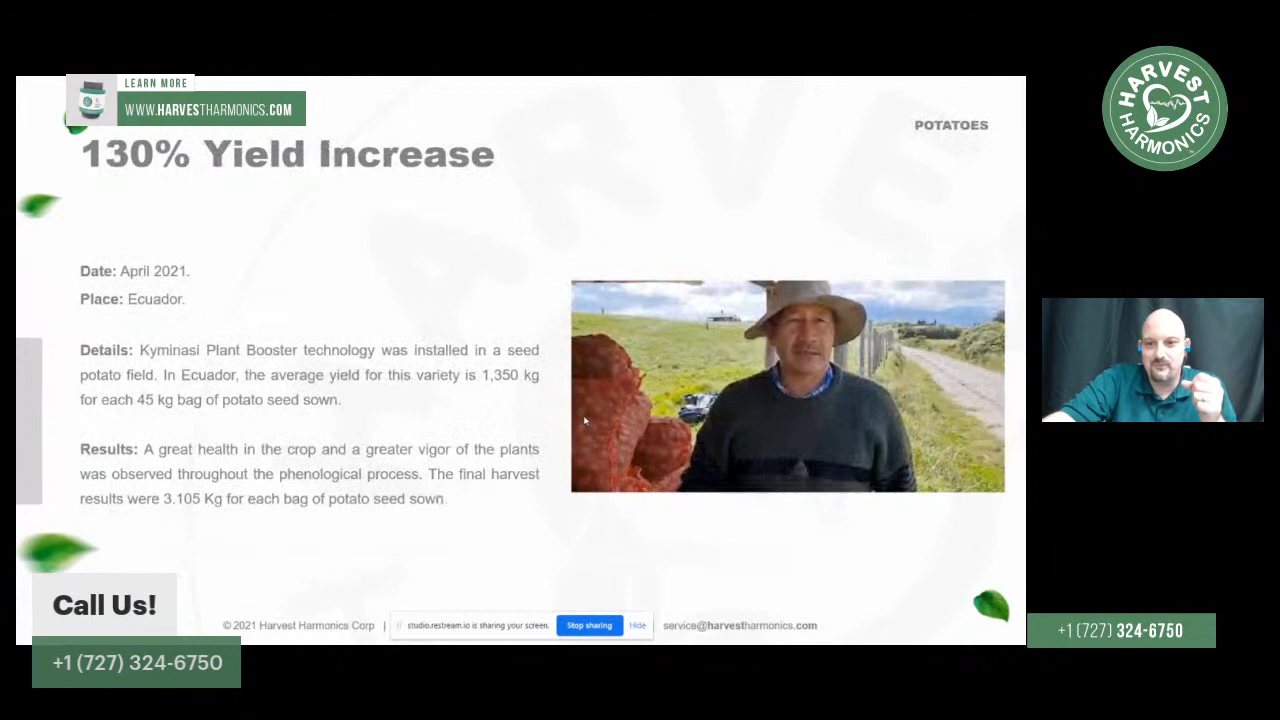 LEARN MORE
WWW.HARVESTHARMONICS.COM
HARVEST
HARMONICS
POTATOES
130% Yield Increase
Date: April 2021.
Place: Ecuador.
Details: Kyminasi Plant Booster technology was installed in a seed
potato field. In Ecuador, the average yield for this variety is 1,350 kg
for each 45 kg bag of potato seed sown.
Results: A great health in the crop and a greater vigor of the plants
was observed throughout the phenological process. The final harvest
results were 3.105 Kg for each bag of potato seed sown.
Call Us!
+1 (727) 324-6750
© 2021 Harvest Harmonics Corp |
studio.restream.io is sharing your screen.
Stop sharing
Hide
service@harvestharmonics.com
+1 (727) 324-6750